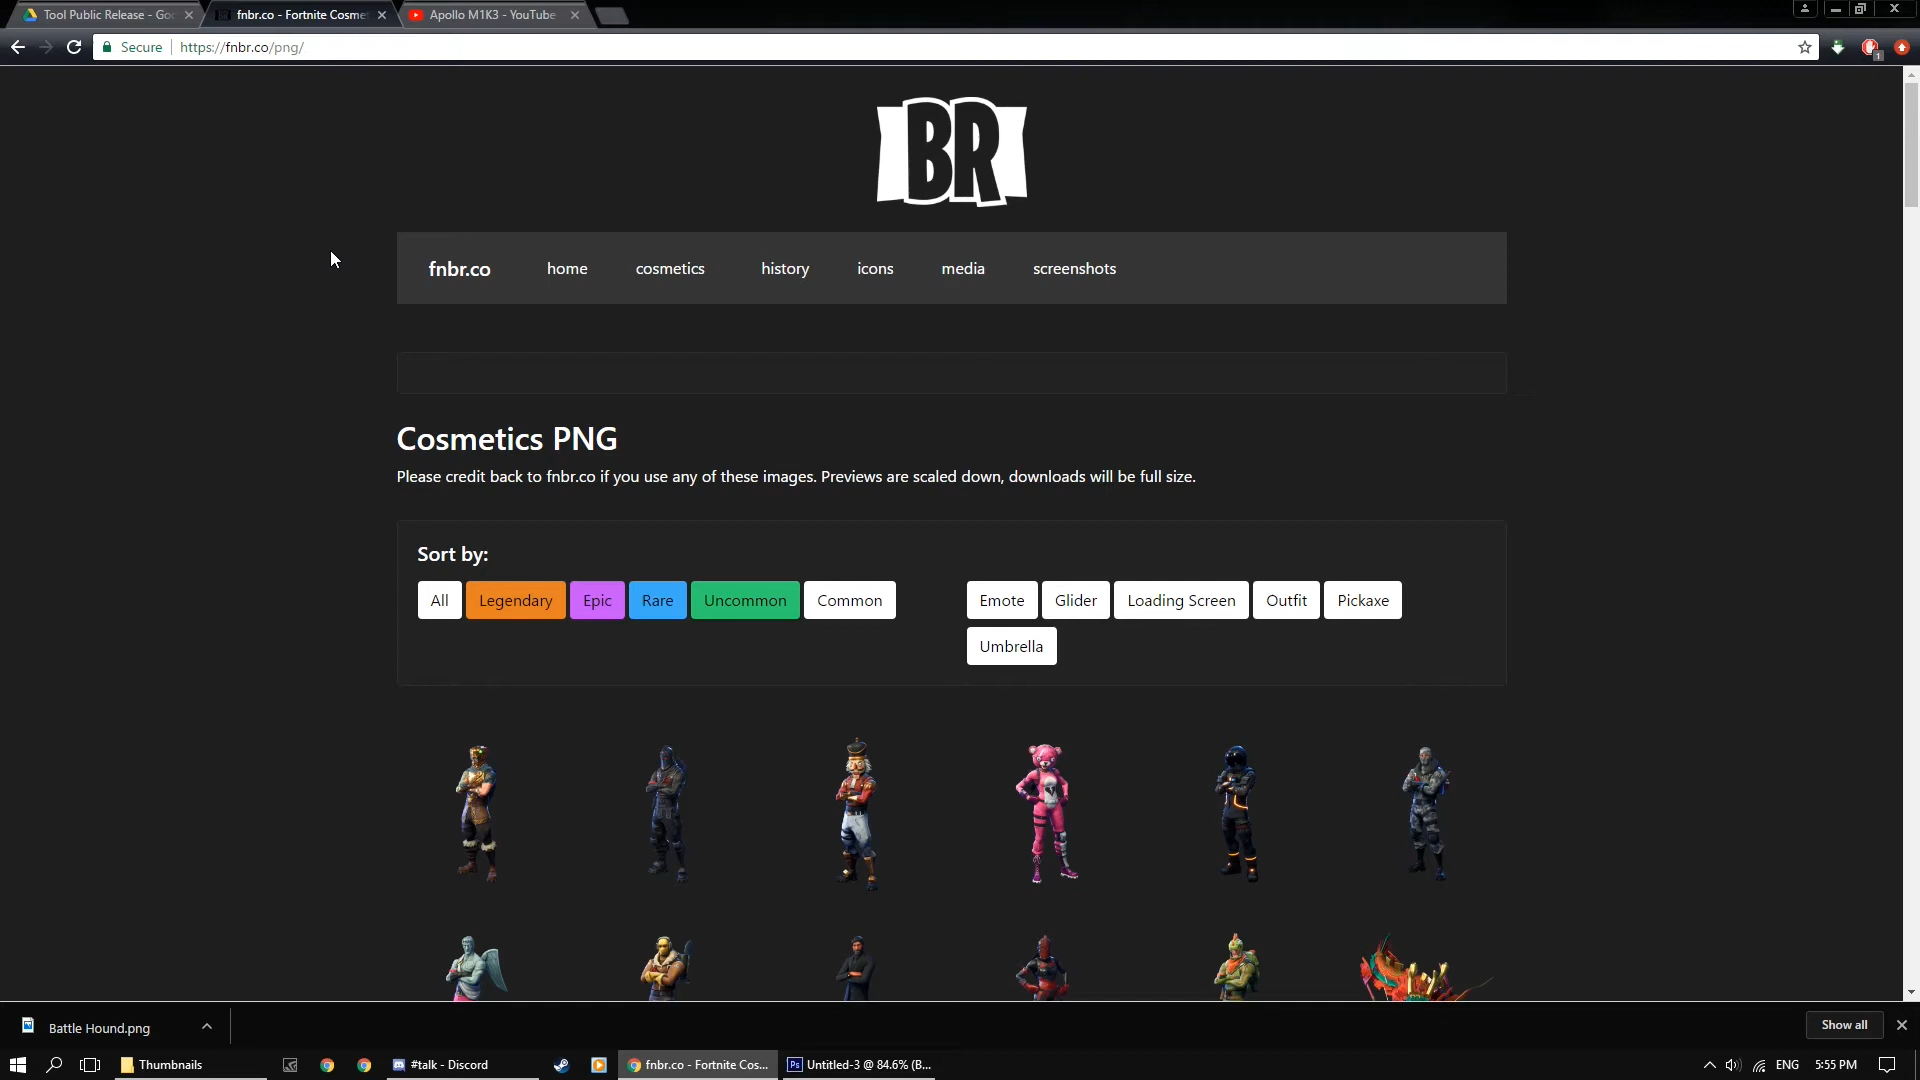 Tool Public Release - Goo
fnbr.co - Fortnite Cosmet
Apollo M1K3 - YouTube
Secure https://fnbr.co/png/
1
BR
fnbr.co home cosmetics history icons media screenshots
Cosmetics PNG
Please credit back to fnbr.co if you use any of these images. Previews are scaled down, downloads will be full size.
Sort by:
All Legendary Epic Rare Uncommon Common
Emote Glider Loading Screen Outfit Pickaxe
Umbrella
Battle Hound.png
Show all
Thumbnails
#talk - Discord
fnbr.co - Fortnite Cos...
Ps Untitled-3 @ 84.6% (B...
ENG 5:55 PM